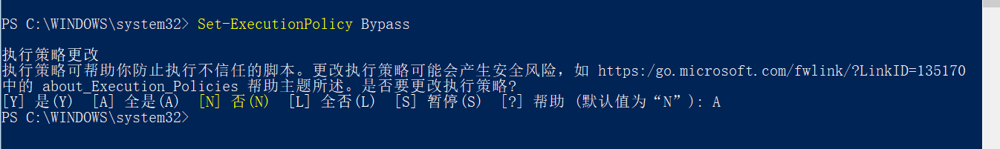 PS C:\WINDOWS\system32> Set-ExecutionPolicy Bypass
执行策略更改
执行策略可帮助你防止执行不信任的脚本。更改执行策略可能会产生安全风险，如 https:/go.microsoft.com/fwlink/?LinkID=135170
中的 about_Execution_Policies 帮助主题所述。是否要更改执行策略?
[Y] 是(Y)  [A] 全是(A)  [N] 否(N)  [L] 全否(L)  [S] 暂停(S)  [?] 帮助 (默认值为“N”): A
PS C:\WINDOWS\system32>